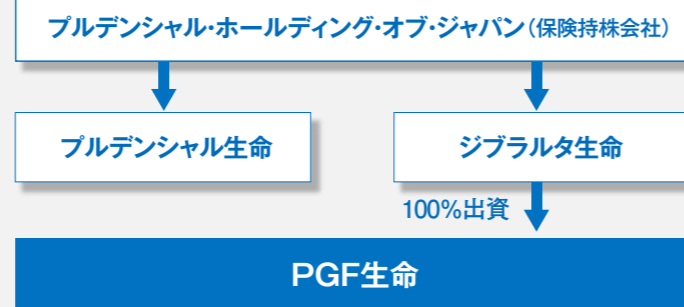 プルデンシャル・ホールディング・オブ・ジャパン（保険持株会社）
プルデンシャル生命
ジブラルタ生命
100%出資
PGF生命